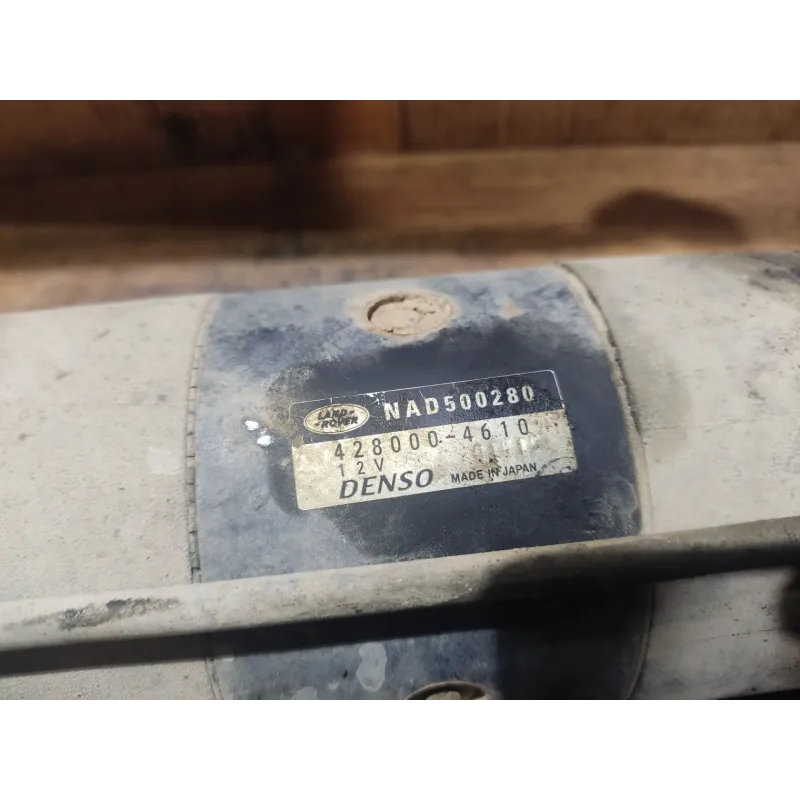 LAND-
ROVER
NAD500280
428000-4610
12V
DENSO MADE IN JAPAN